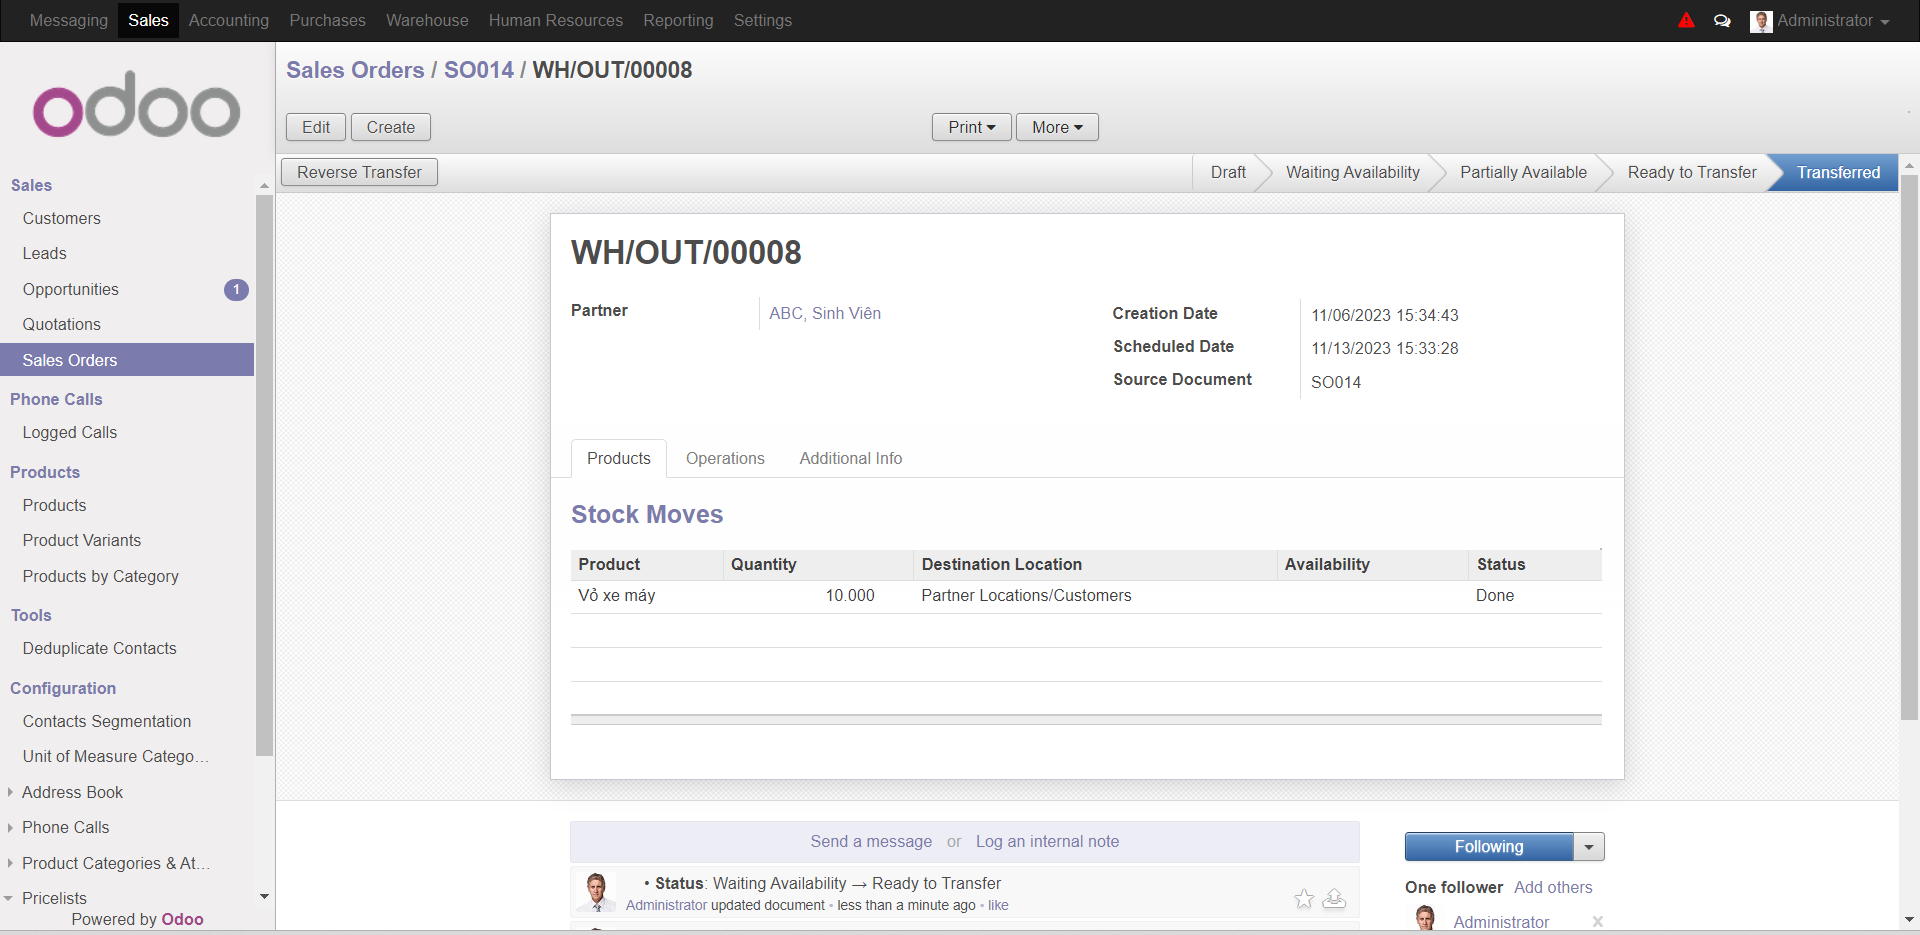 Messaging Sales Accounting Purchases Warehouse Human Resources Reporting Settings Administrator
odoo
Sales Orders / SO014 / WH/OUT/00008
Edit Create Print More
Reverse Transfer Draft Waiting Availability Partially Available Ready to Transfer Transferred
Sales
Customers
Leads
Opportunities 1
Quotations
Sales Orders
Phone Calls
Logged Calls
Products
Products
Product Variants
Products by Category
Tools
Deduplicate Contacts
Configuration
Contacts Segmentation
Unit of Measure Catego...
Address Book
Phone Calls
Product Categories & At...
Pricelists
Powered by Odoo
WH/OUT/00008
Partner ABC, Sinh Viên
Creation Date 11/06/2023 15:34:43
Scheduled Date 11/13/2023 15:33:28
Source Document SO014
Products Operations Additional Info
Stock Moves
Product Quantity Destination Location Availability Status
Vỏ xe máy 10.000 Partner Locations/Customers Done
Send a message or Log an internal note
• Status: Waiting Availability → Ready to Transfer
Administrator updated document • less than a minute ago • like
Following
One follower Add others
Administrator x